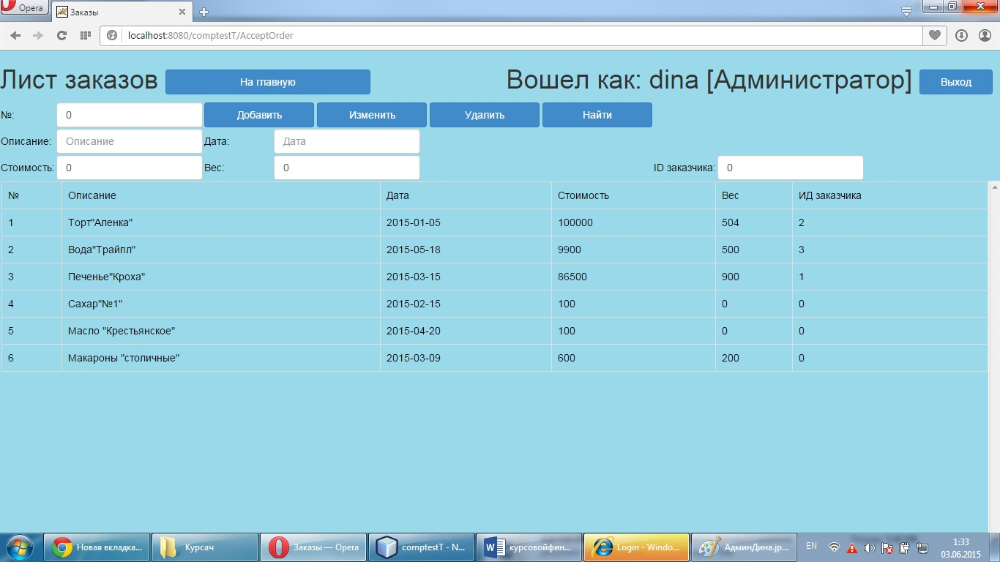 Opera
Заказы
localhost:8080/comptestT/AcceptOrder
Лист заказов На главную Вошел как: dina [Администратор] Выход
№: 0 Добавить Изменить Удалить Найти
Описание: Описание Дата: Дата
Стоимость: 0 Вес: 0 ID заказчика: 0
№ Описание Дата Стоимость Вес ИД заказчика
1 Торт"Аленка" 2015-01-05 100000 504 2
2 Вода"Трайпл" 2015-05-18 9900 500 3
3 Печенье"Кроха" 2015-03-15 86500 900 1
4 Сахар"№1" 2015-02-15 100 0 0
5 Масло "Крестьянское" 2015-04-20 100 0 0
6 Макароны "столичные" 2015-03-09 600 200 0
Новая вкладка... Курсач Заказы — Opera comptestT - N... курсовойфин... Login - Windo... АдминДина.jp... EN 1:33
03.06.2015